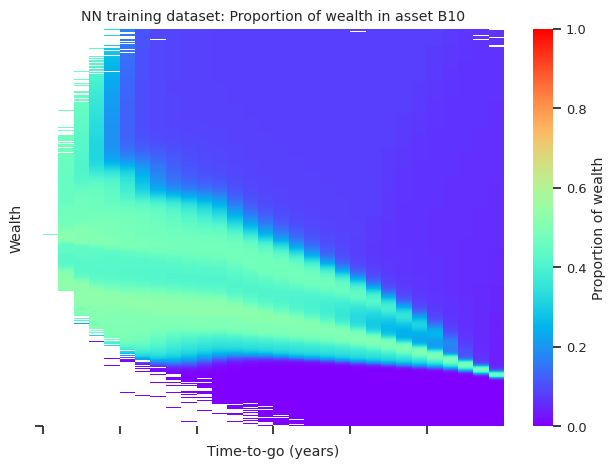 NN training dataset: Proportion of wealth in asset B10
Wealth
Time-to-go (years)
1.0
0.8
0.6
0.4
0.2
0.0
Proportion of wealth